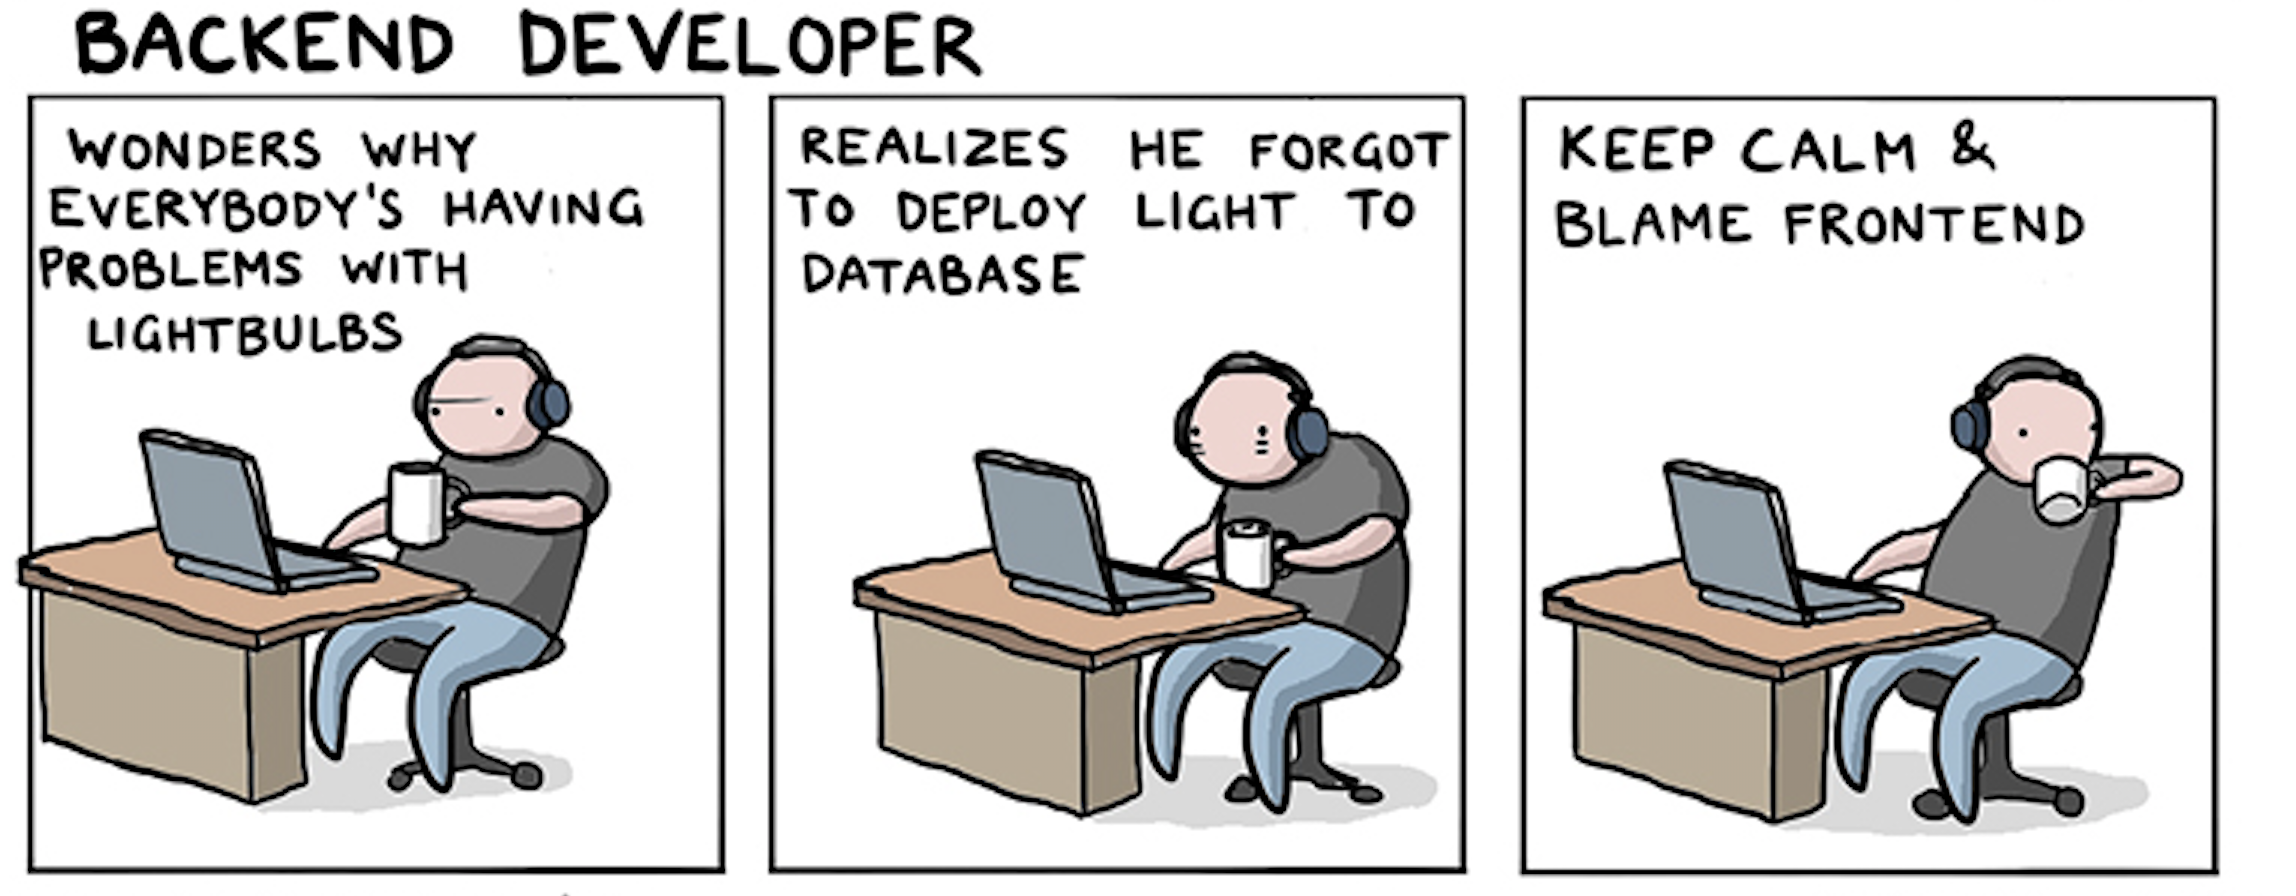 BACKEND DEVELOPER
WONDERS WHY
EVERYBODY'S HAVING
PROBLEMS WITH
LIGHTBULBS
REALIZES HE FORGOT
TO DEPLOY LIGHT TO
DATABASE
KEEP CALM &
BLAME FRONTEND